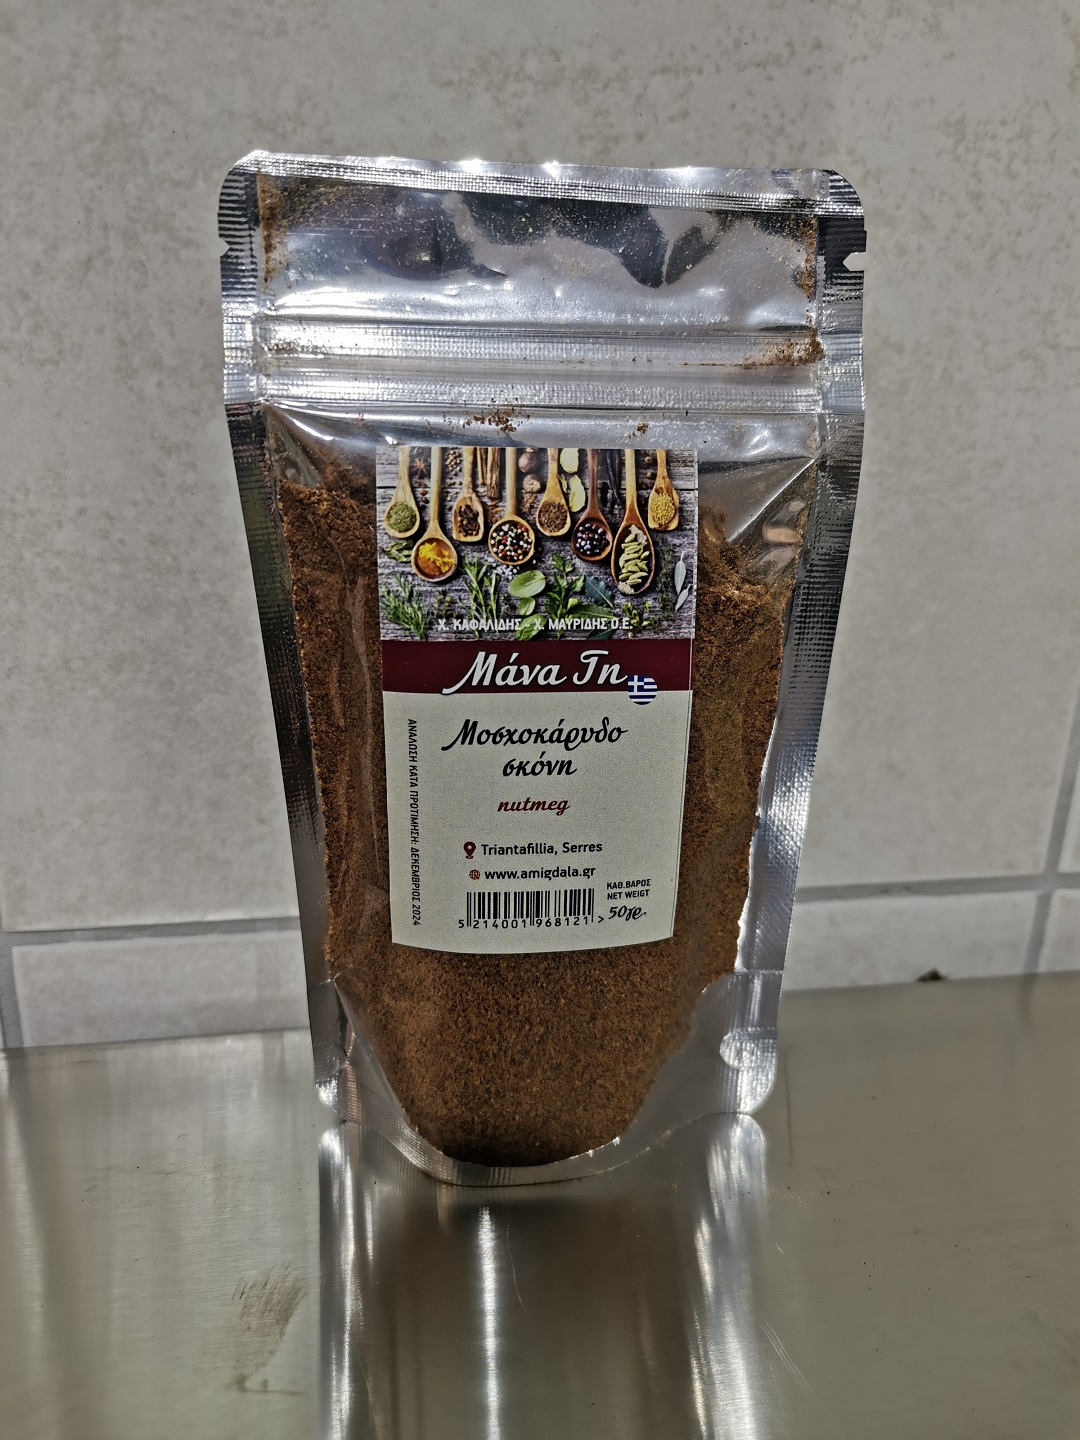 Χ. ΚΑΦΑΛΙΔΗΣ - Χ. ΜΑΥΡΙΔΗΣ Ο.Ε.
Μάνα Γη
Μοσχοκάρυδο
σκόνη
nutmeg
Triantafillia, Serres
www.amigdala.gr
ΚΑΘ.ΒΑΡΟΣ
NET WEIGT
50γρ.
5 214001 968121 >
ΑΝΑΛΩΣΗ ΚΑΤΑ ΠΡΟΤΙΜΗΣΗ: ΔΕΚΕΜΒΡΙΟΣ 2024